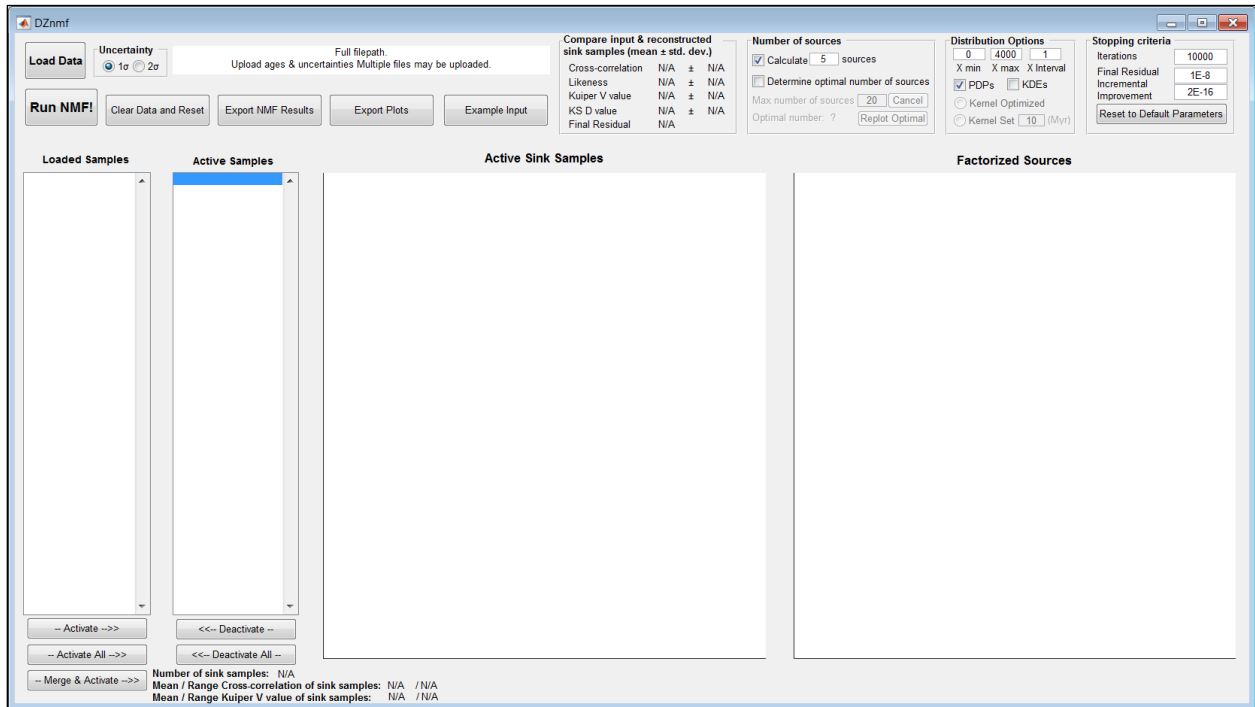 DZnmf
Load Data
Uncertainty
1σ 2σ
Full filepath.
Upload ages & uncertainties Multiple files may be uploaded.
Run NMF!
Clear Data and Reset
Export NMF Results
Export Plots
Example Input
Compare input & reconstructed
sink samples (mean ± std. dev.)
Cross-correlation N/A ± N/A
Likeness N/A ± N/A
Kuiper V value N/A ± N/A
KS D value N/A ± N/A
Final Residual N/A
Number of sources
Calculate 5 sources
Determine optimal number of sources
Max number of sources 20 Cancel
Optimal number: ? Replot Optimal
Distribution Options
0 4000 1
X min X max X Interval
PDPs KDEs
Kernel Optimized
Kernel Set 10 (Myr)
Stopping criteria
Iterations 10000
Final Residual 1E-8
Incremental
Improvement 2E-16
Reset to Default Parameters
Loaded Samples
Active Samples
Active Sink Samples
Factorized Sources
-- Activate -->>
<<-- Deactivate --
-- Activate All -->>
<<-- Deactivate All --
-- Merge & Activate -->>
Number of sink samples: N/A
Mean / Range Cross-correlation of sink samples: N/A / N/A
Mean / Range Kuiper V value of sink samples: N/A / N/A